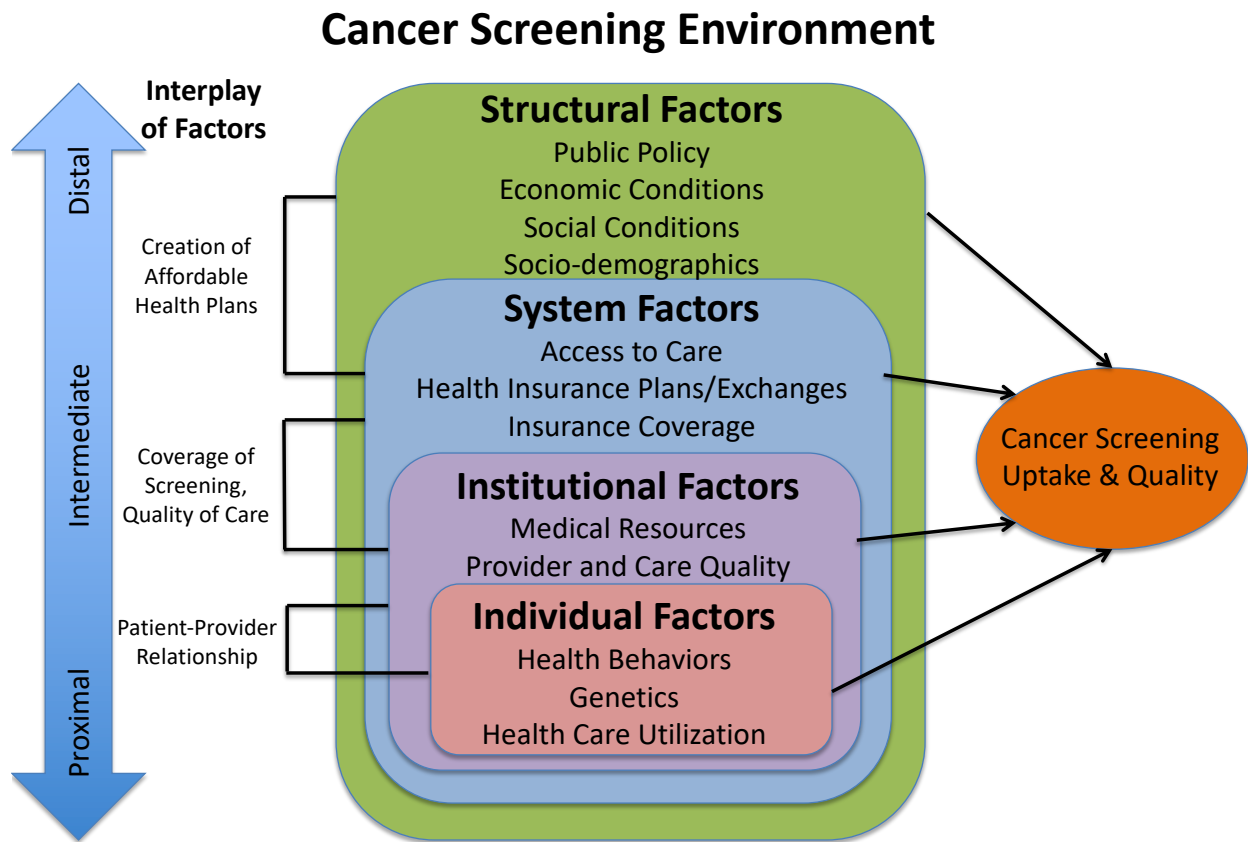 Cancer Screening Environment
Interplay
of Factors
Distal
Intermediate
Proximal
Creation of
Affordable
Health Plans
Coverage of
Screening,
Quality of Care
Patient-Provider
Relationship
Structural Factors
Public Policy
Economic Conditions
Social Conditions
Socio-demographics
System Factors
Access to Care
Health Insurance Plans/Exchanges
Insurance Coverage
Institutional Factors
Medical Resources
Provider and Care Quality
Individual Factors
Health Behaviors
Genetics
Health Care Utilization
Cancer Screening
Uptake & Quality